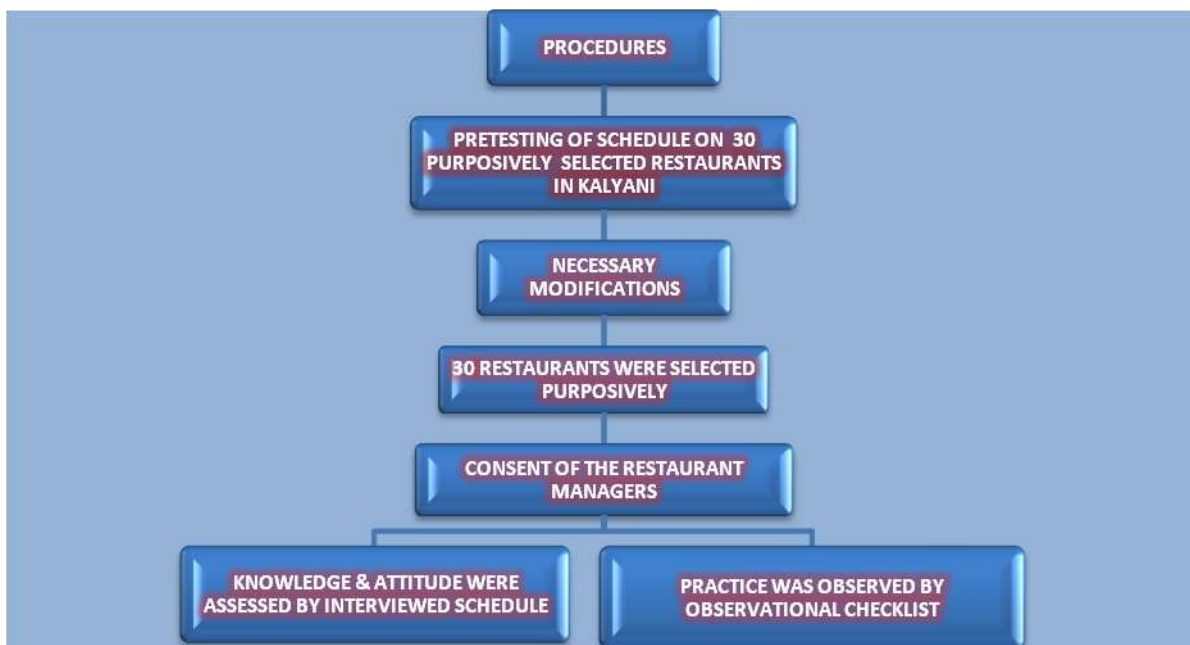 PROCEDURES
PRETESTING OF SCHEDULE ON 30
PURPOSIVELY SELECTED RESTAURANTS
IN KALYANI
NECESSARY
MODIFICATIONS
30 RESTAURANTS WERE SELECTED
PURPOSIVELY
CONSENT OF THE RESTAURANT
MANAGERS
KNOWLEDGE & ATTITUDE WERE
ASSESSED BY INTERVIEWED SCHEDULE
PRACTICE WAS OBSERVED BY
OBSERVATIONAL CHECKLIST